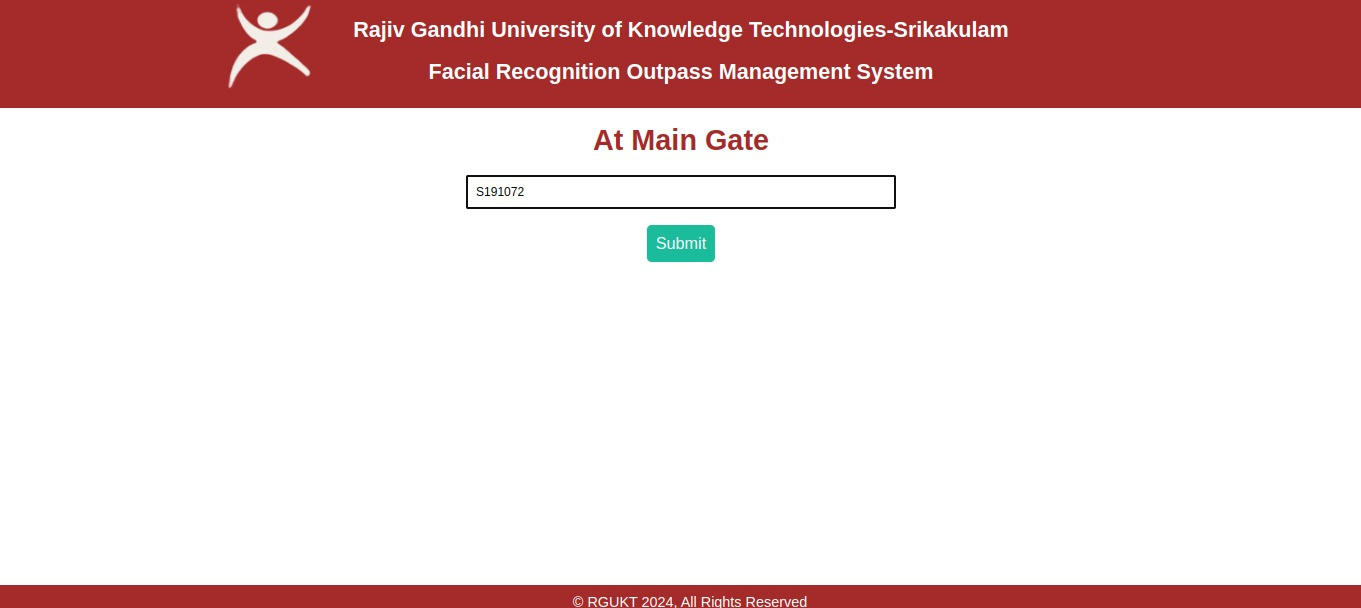 Rajiv Gandhi University of Knowledge Technologies-Srikakulam
Facial Recognition Outpass Management System
At Main Gate
S191072
Submit
© RGUKT 2024, All Rights Reserved